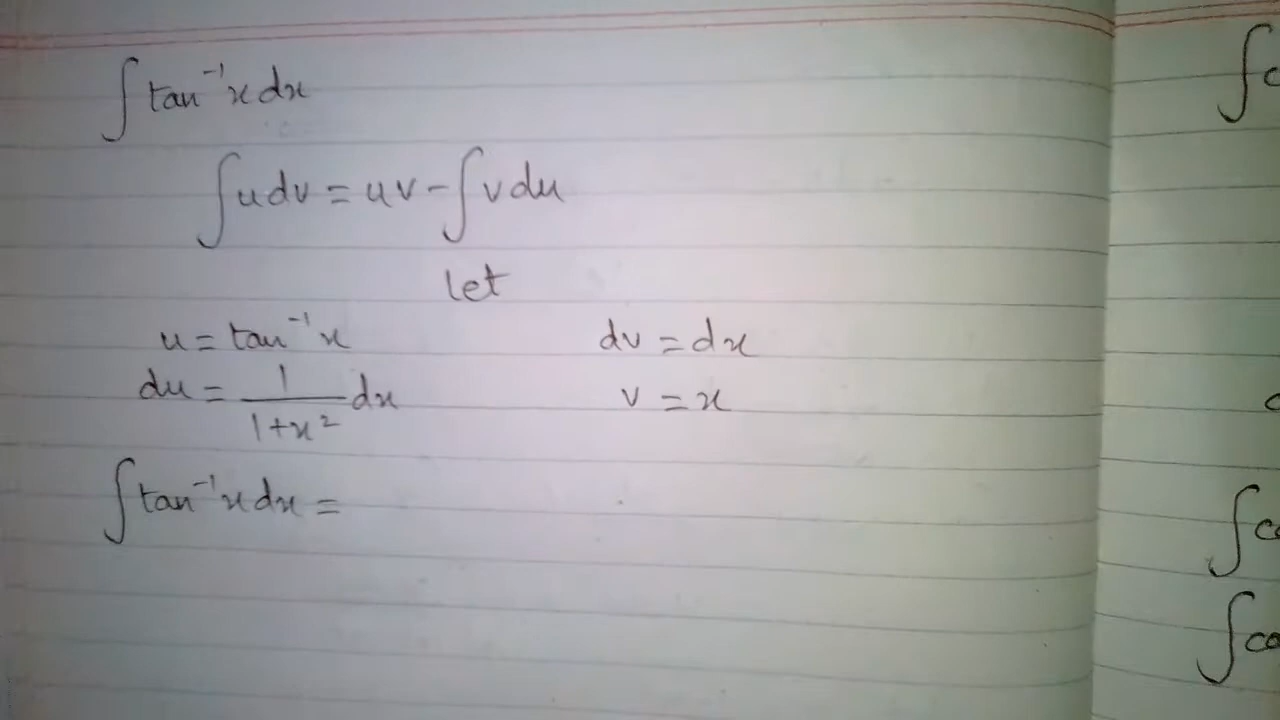 ∫ tan⁻¹x dx
∫u dv = uv - ∫v du
let
u = tan⁻¹x    dv = dx
du = 1/(1+x²) dx    v = x
∫tan⁻¹x dx =